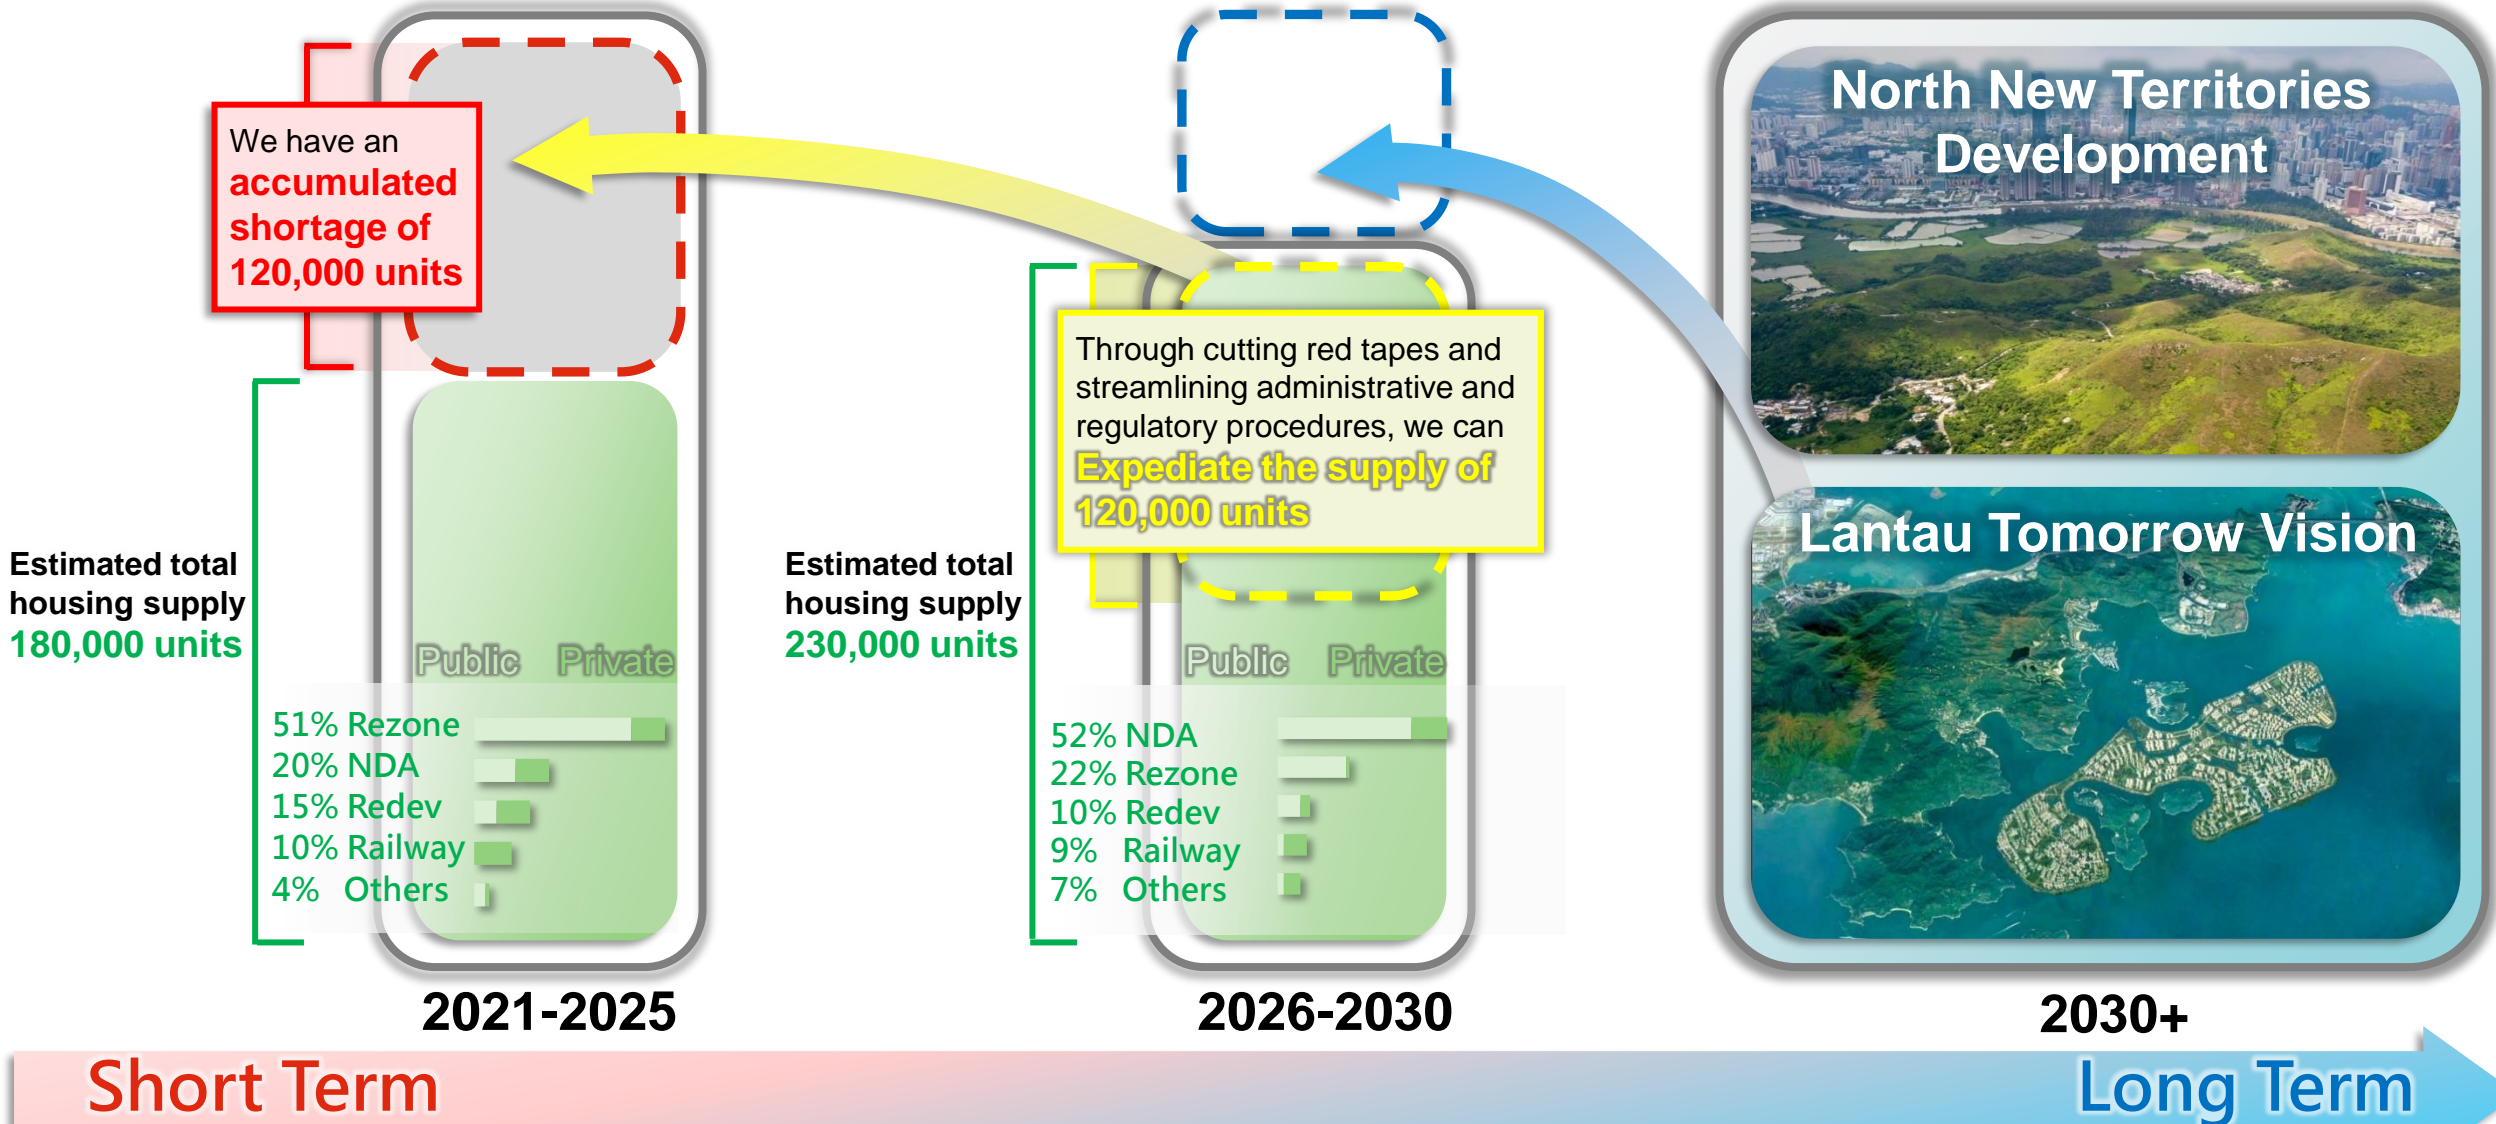 We have an
accumulated
shortage of
120,000 units
Estimated total
housing supply
180,000 units
Public Private
51% Rezone
20% NDA
15% Redev
10% Railway
4% Others
2021-2025
Through cutting red tapes and
streamlining administrative and
regulatory procedures, we can
Expediate the supply of
120,000 units
Estimated total
housing supply
230,000 units
Public Private
52% NDA
22% Rezone
10% Redev
9% Railway
7% Others
2026-2030
North New Territories
Development
Lantau Tomorrow Vision
2030+
Short Term
Long Term